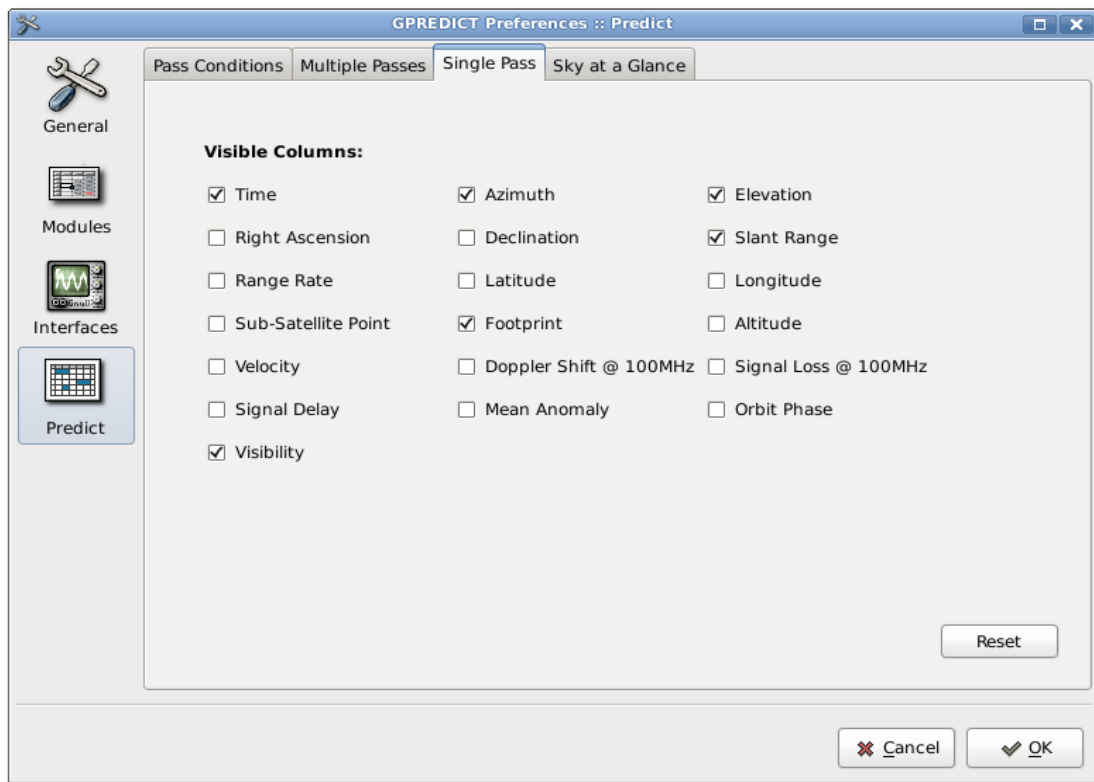 GPREDICT Preferences :: Predict
General
Modules
Interfaces
Predict
Pass Conditions Multiple Passes Single Pass Sky at a Glance
Visible Columns:
Time Azimuth Elevation
Right Ascension Declination Slant Range
Range Rate Latitude Longitude
Sub-Satellite Point Footprint Altitude
Velocity Doppler Shift @ 100MHz Signal Loss @ 100MHz
Signal Delay Mean Anomaly Orbit Phase
Visibility
Reset
Cancel OK